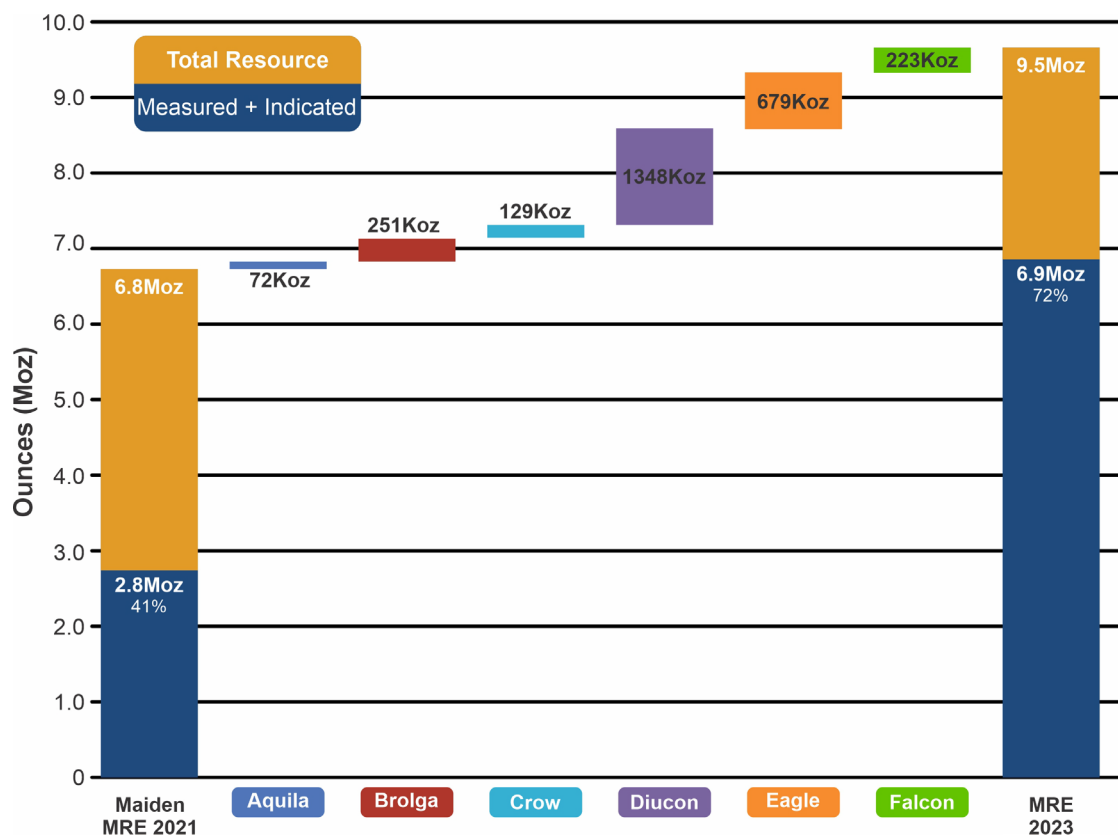 10.0
9.0
8.0
7.0
6.0
5.0
4.0
3.0
2.0
1.0
0
Ounces (Moz)
Total Resource
Measured + Indicated
6.8Moz
2.8Moz
41%
72Koz
251Koz
129Koz
1348Koz
679Koz
223Koz
9.5Moz
6.9Moz
72%
Maiden
MRE 2021
Aquila
Brolga
Crow
Diucon
Eagle
Falcon
MRE
2023